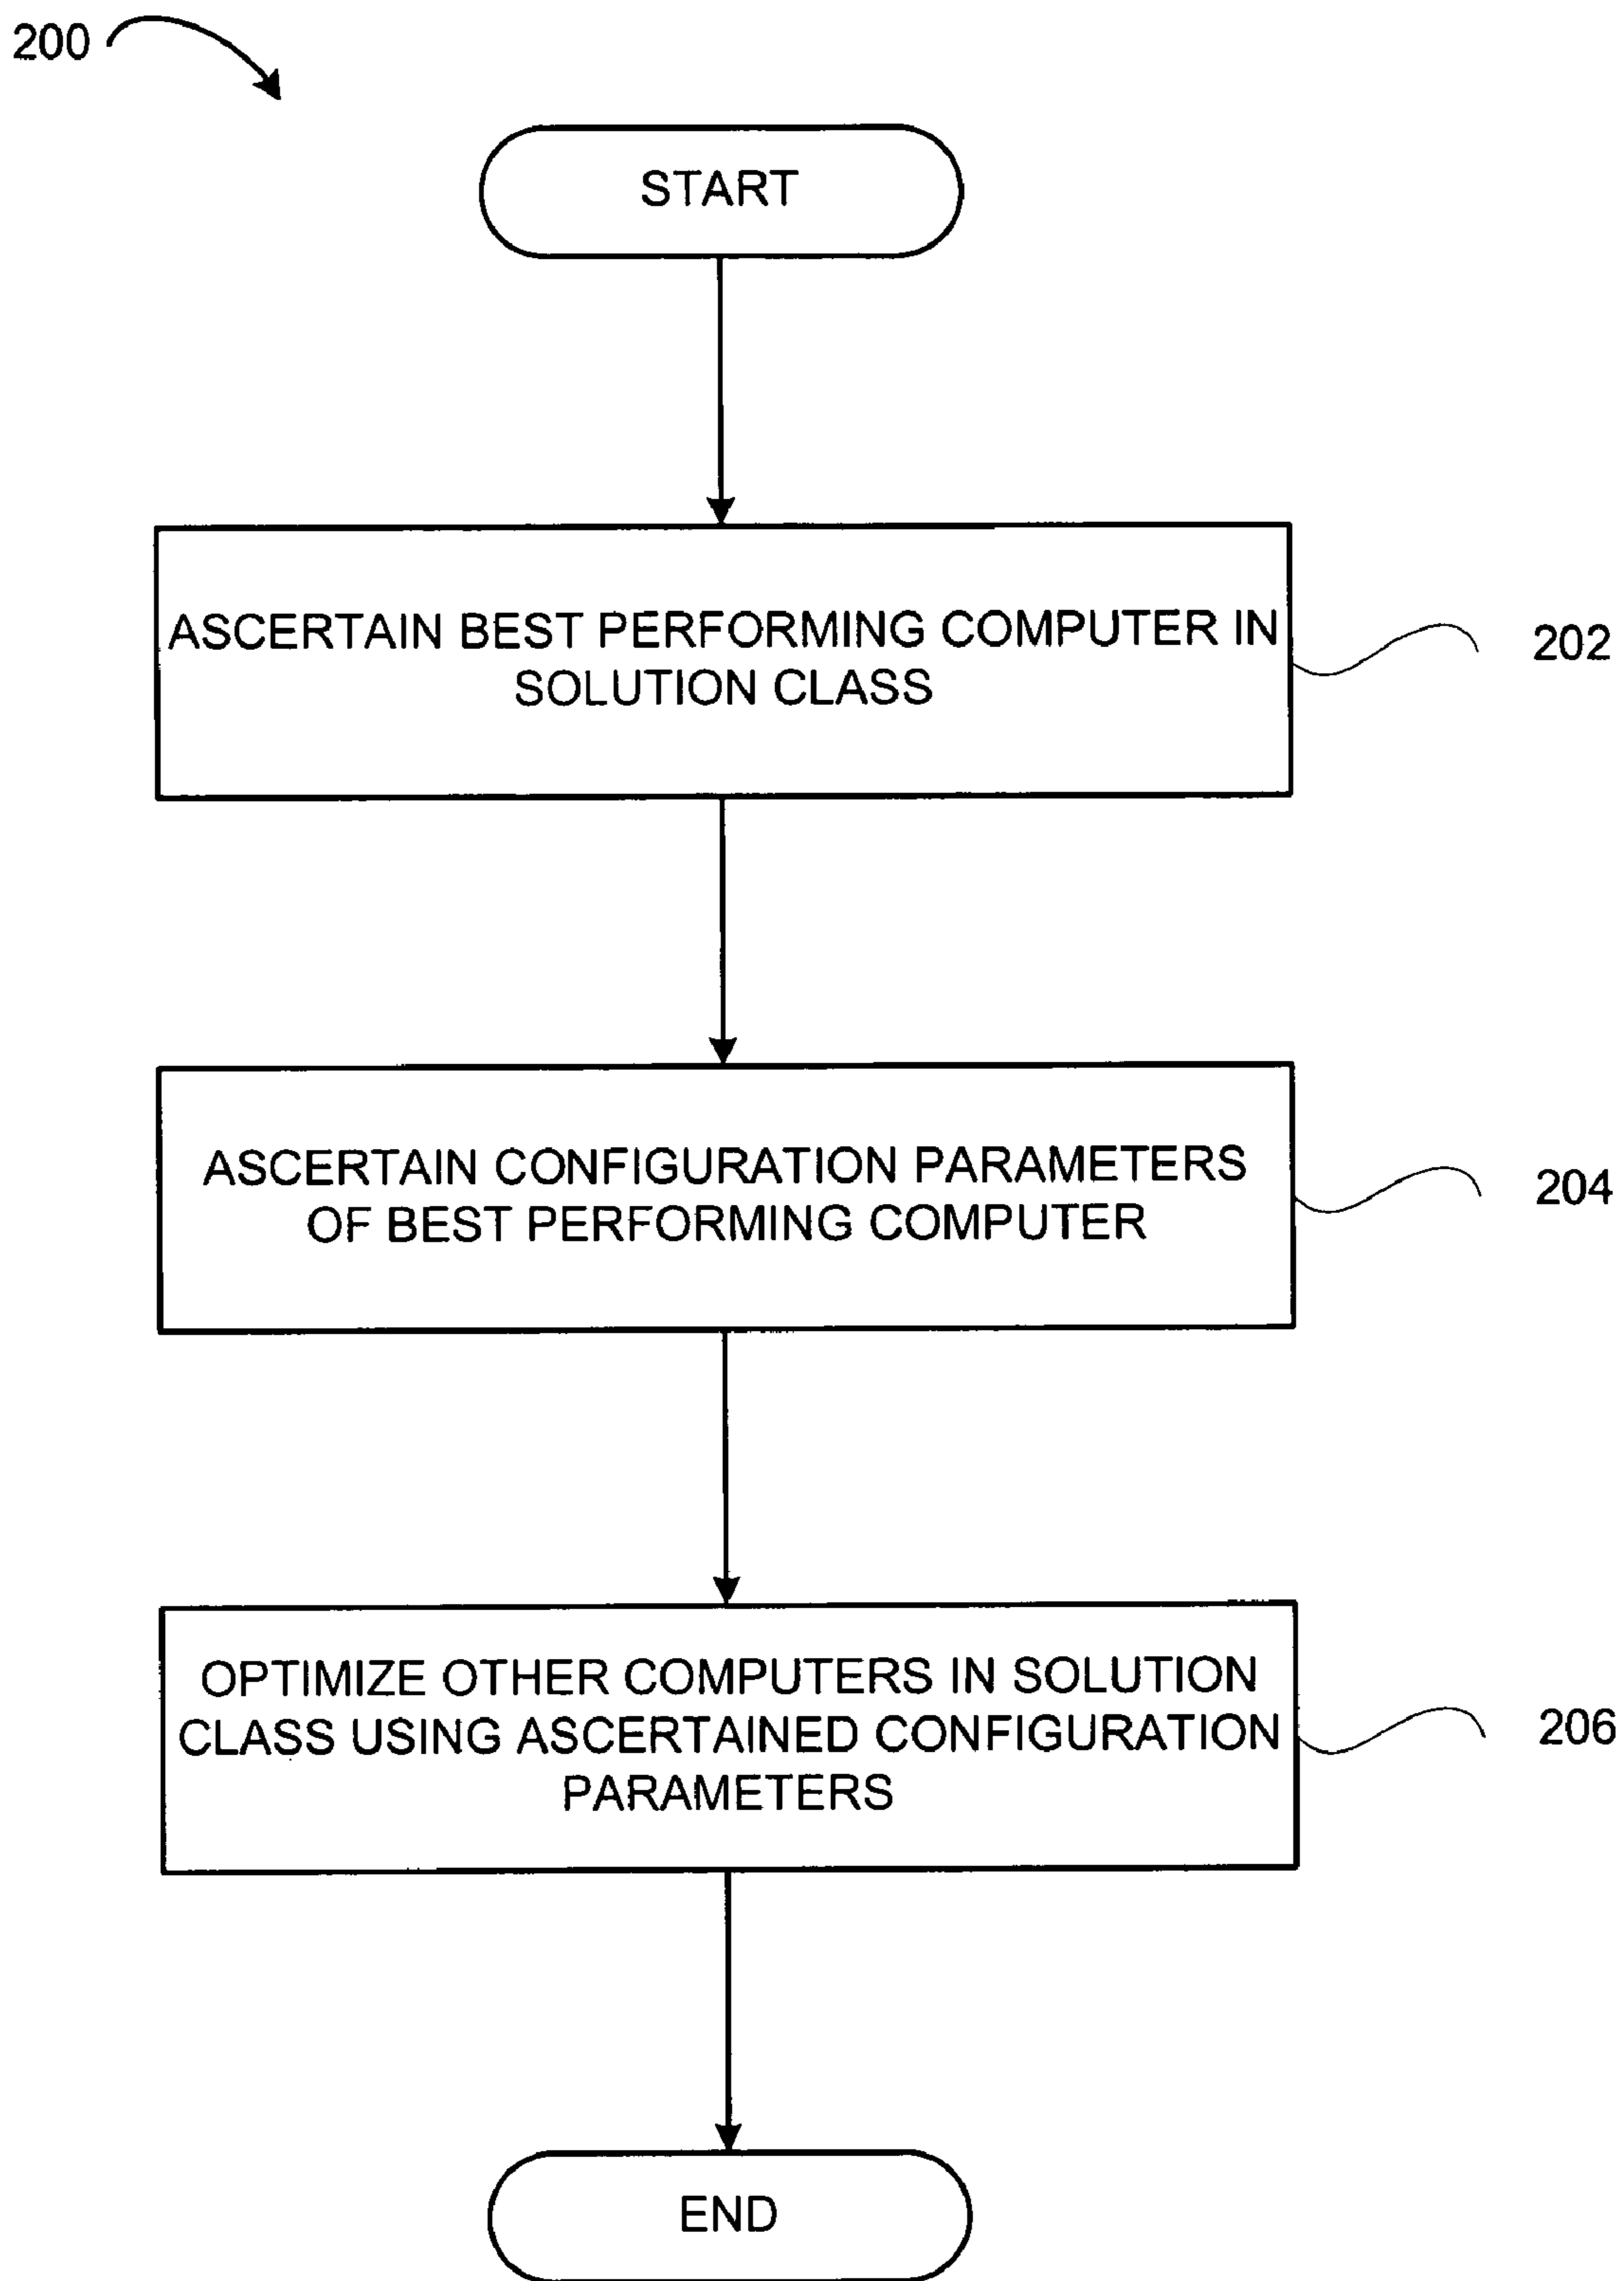 200
START
ASCERTAIN BEST PERFORMING COMPUTER IN
SOLUTION CLASS
202
ASCERTAIN CONFIGURATION PARAMETERS
OF BEST PERFORMING COMPUTER
204
OPTIMIZE OTHER COMPUTERS IN SOLUTION
CLASS USING ASCERTAINED CONFIGURATION
PARAMETERS
206
END